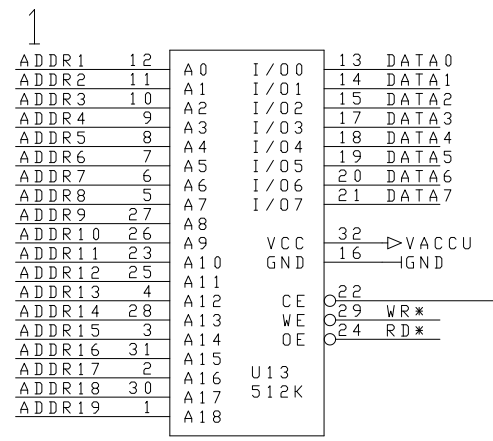 1
ADDR1 12 A0 I/O0 13 DATA0
ADDR2 11 A1 I/O1 14 DATA1
ADDR3 10 A2 I/O2 15 DATA2
ADDR4 9 A3 I/O3 17 DATA3
ADDR5 8 A4 I/O4 18 DATA4
ADDR6 7 A5 I/O5 19 DATA5
ADDR7 6 A6 I/O6 20 DATA6
ADDR8 5 A7 I/O7 21 DATA7
ADDR9 27 A8
ADDR10 26 A9 VCC 32 VACCU
ADDR11 23 A10 GND 16 GND
ADDR12 25 A11
ADDR13 4 A12 CE 22
ADDR14 28 A13 WE 29 WR*
ADDR15 3 A14 OE 24 RD*
ADDR16 31 A15
ADDR17 2 A16 U13
ADDR18 30 A17 512K
ADDR19 1 A18